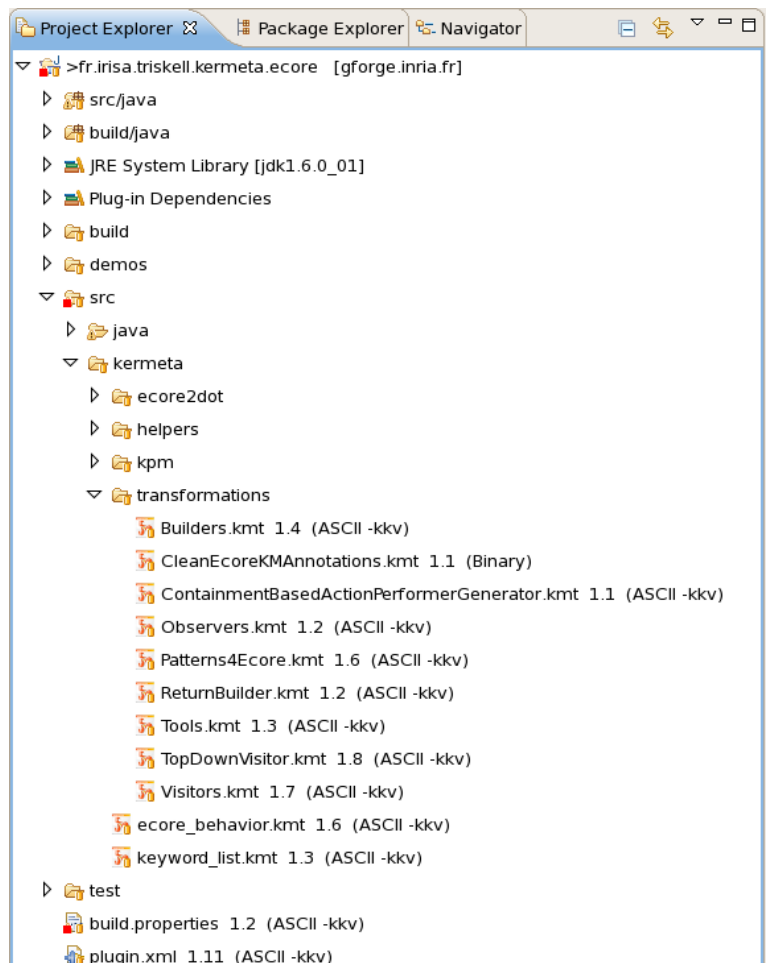 Project Explorer Package Explorer Navigator
>fr.irisa.triskell.kermeta.ecore [gforge.inria.fr]
src/java
build/java
JRE System Library [jdk1.6.0_01]
Plug-in Dependencies
build
demos
src
java
kermeta
ecore2dot
helpers
kpm
transformations
Builders.kmt 1.4 (ASCII -kkv)
CleanEcoreKMAnnotations.kmt 1.1 (Binary)
ContainmentBasedActionPerformerGenerator.kmt 1.1 (ASCII -kkv)
Observers.kmt 1.2 (ASCII -kkv)
Patterns4Ecore.kmt 1.6 (ASCII -kkv)
ReturnBuilder.kmt 1.2 (ASCII -kkv)
Tools.kmt 1.3 (ASCII -kkv)
TopDownVisitor.kmt 1.8 (ASCII -kkv)
Visitors.kmt 1.7 (ASCII -kkv)
ecore_behavior.kmt 1.6 (ASCII -kkv)
keyword_list.kmt 1.3 (ASCII -kkv)
test
build.properties 1.2 (ASCII -kkv)
plugin.xml 1.11 (ASCII -kkv)